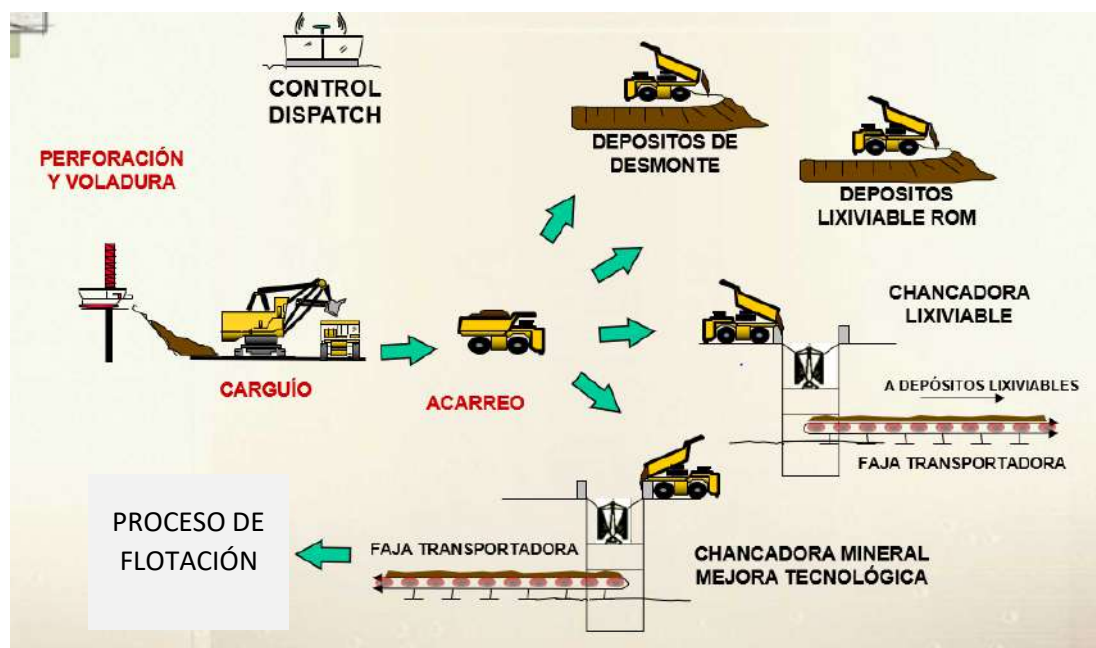 CONTROL
DISPATCH
PERFORACIÓN
Y VOLADURA
DEPOSITOS DE
DESMONTE
DEPOSITOS
LIXIVIABLE ROM
CHANCADORA
LIXIVIABLE
CARGUÍO
ACARREO
A DEPÓSITOS LIXIVIABLES
FAJA TRANSPORTADORA
PROCESO DE
FLOTACIÓN
FAJA TRANSPORTADORA
CHANCADORA MINERAL
MEJORA TECNOLÓGICA